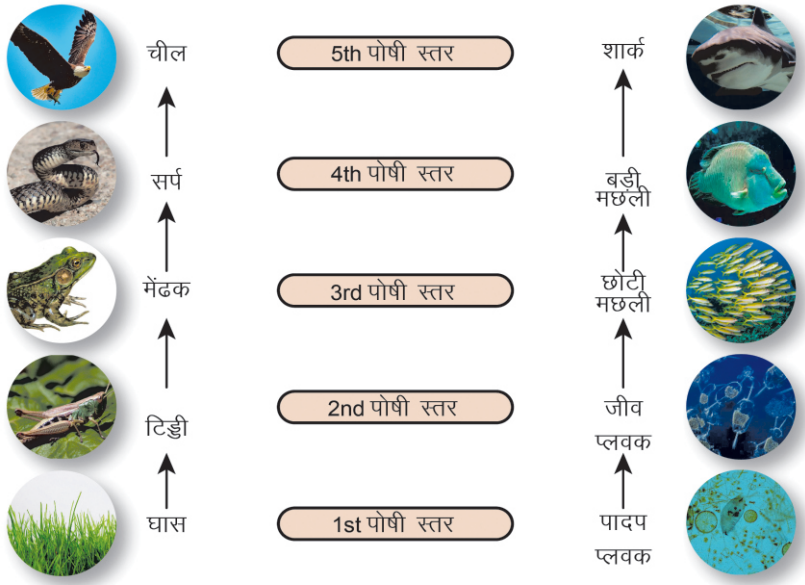 चील
5th पोषी स्तर
शार्क
सर्प
4th पोषी स्तर
बड़ी
मछली
मेंढक
3rd पोषी स्तर
छोटी
मछली
टिड्डी
2nd पोषी स्तर
जीव
प्लवक
घास
1st पोषी स्तर
पादप
प्लवक